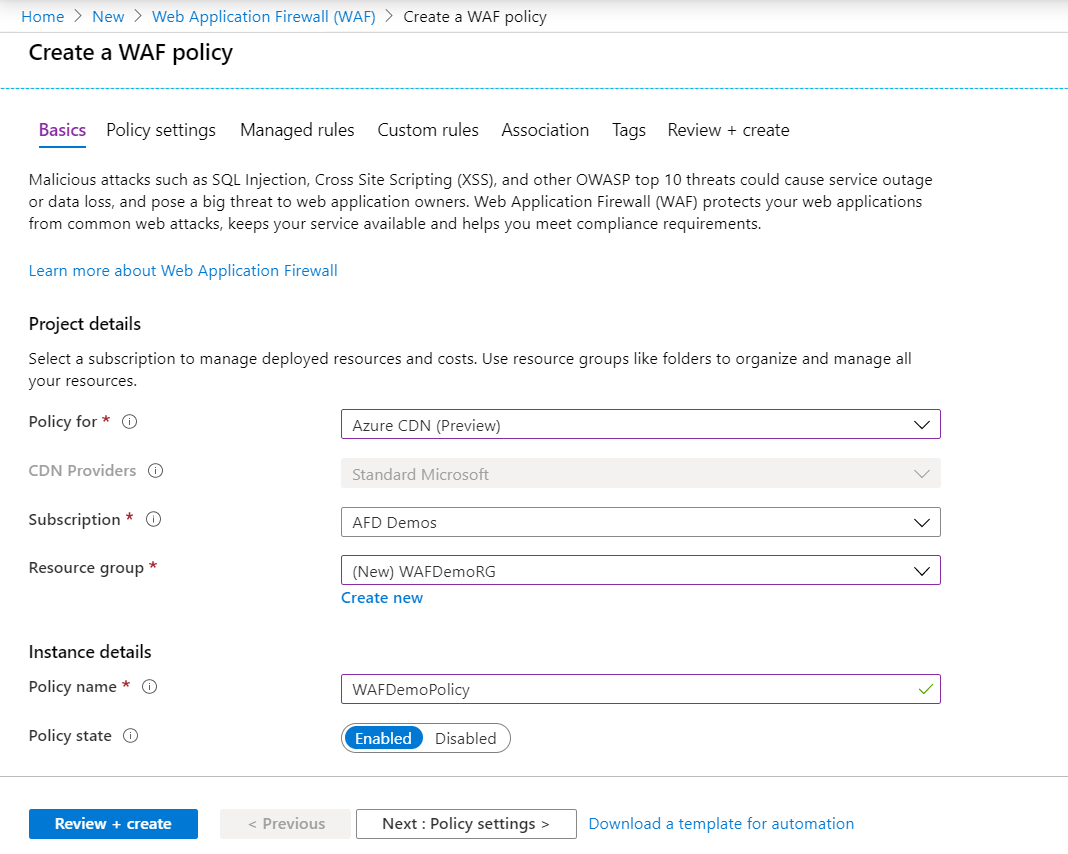 Home > New > Web Application Firewall (WAF) > Create a WAF policy
Create a WAF policy
Basics Policy settings Managed rules Custom rules Association Tags Review + create
Malicious attacks such as SQL Injection, Cross Site Scripting (XSS), and other OWASP top 10 threats could cause service outage
or data loss, and pose a big threat to web application owners. Web Application Firewall (WAF) protects your web applications
from common web attacks, keeps your service available and helps you meet compliance requirements.
Learn more about Web Application Firewall
Project details
Select a subscription to manage deployed resources and costs. Use resource groups like folders to organize and manage all
your resources.
Policy for * Azure CDN (Preview)
CDN Providers Standard Microsoft
Subscription * AFD Demos
Resource group * (New) WAFDemoRG
Create new
Instance details
Policy name * WAFDemoPolicy
Policy state Enabled Disabled
Review + create < Previous Next : Policy settings > Download a template for automation